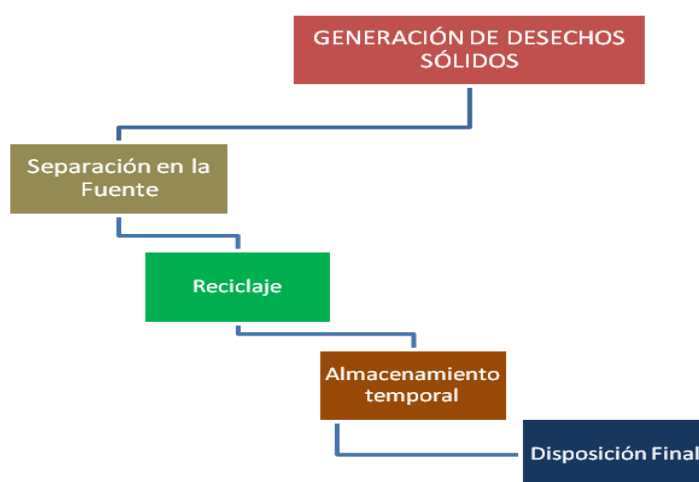 GENERACIÓN DE DESECHOS
SÓLIDOS
Separación en la
Fuente
Reciclaje
Almacenamiento
temporal
Disposición Final